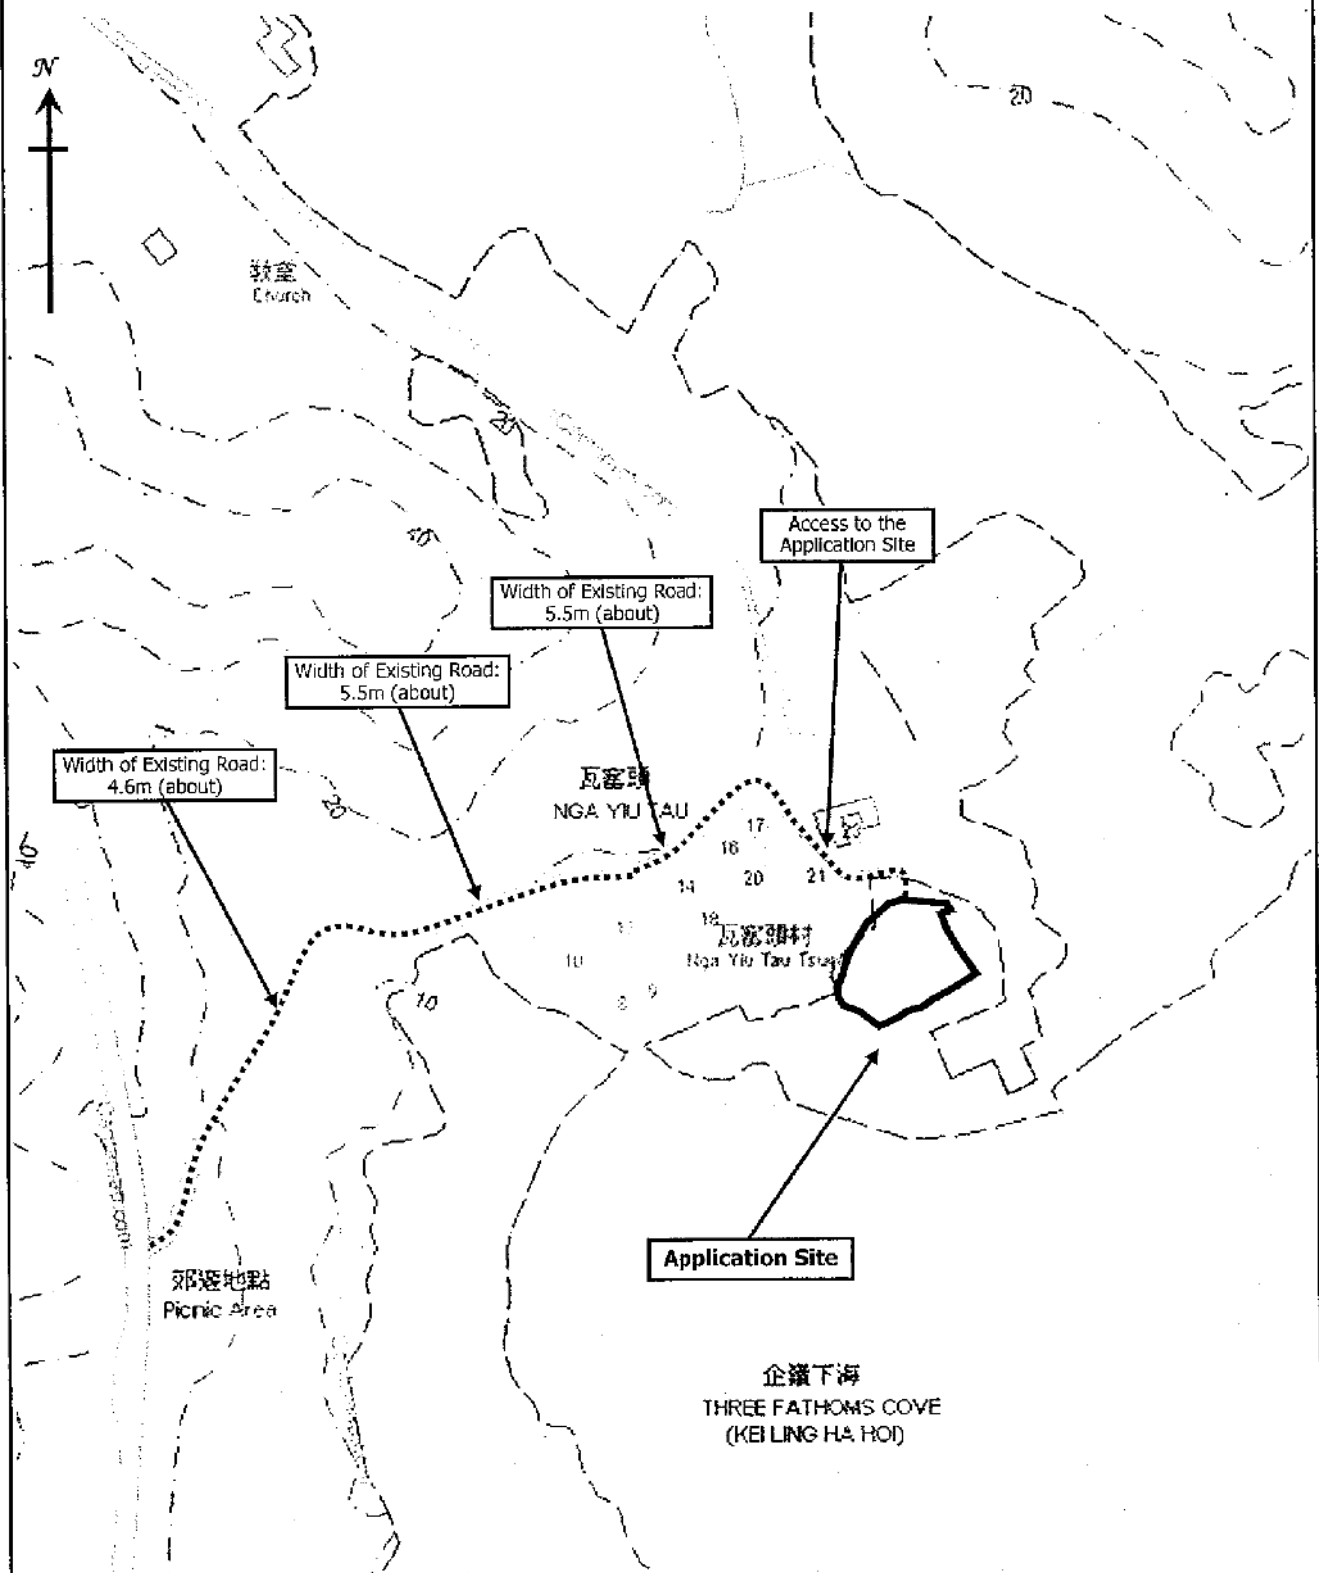 N
20
教堂
Church
20
40
Access to the
Application Site
Width of Existing Road:
5.5m (about)
Width of Existing Road:
5.5m (about)
Width of Existing Road:
4.6m (about)
20
瓦窰頭
NGA YIU TAU
17
16
14
20
21
18
瓦窰頭村
Nga Yiu Tau Tsuen
10
9
8
10
Application Site
郊遊地點
Picnic Area
企嶺下海
THREE FATHOMS COVE
(KEI LING HA HOI)